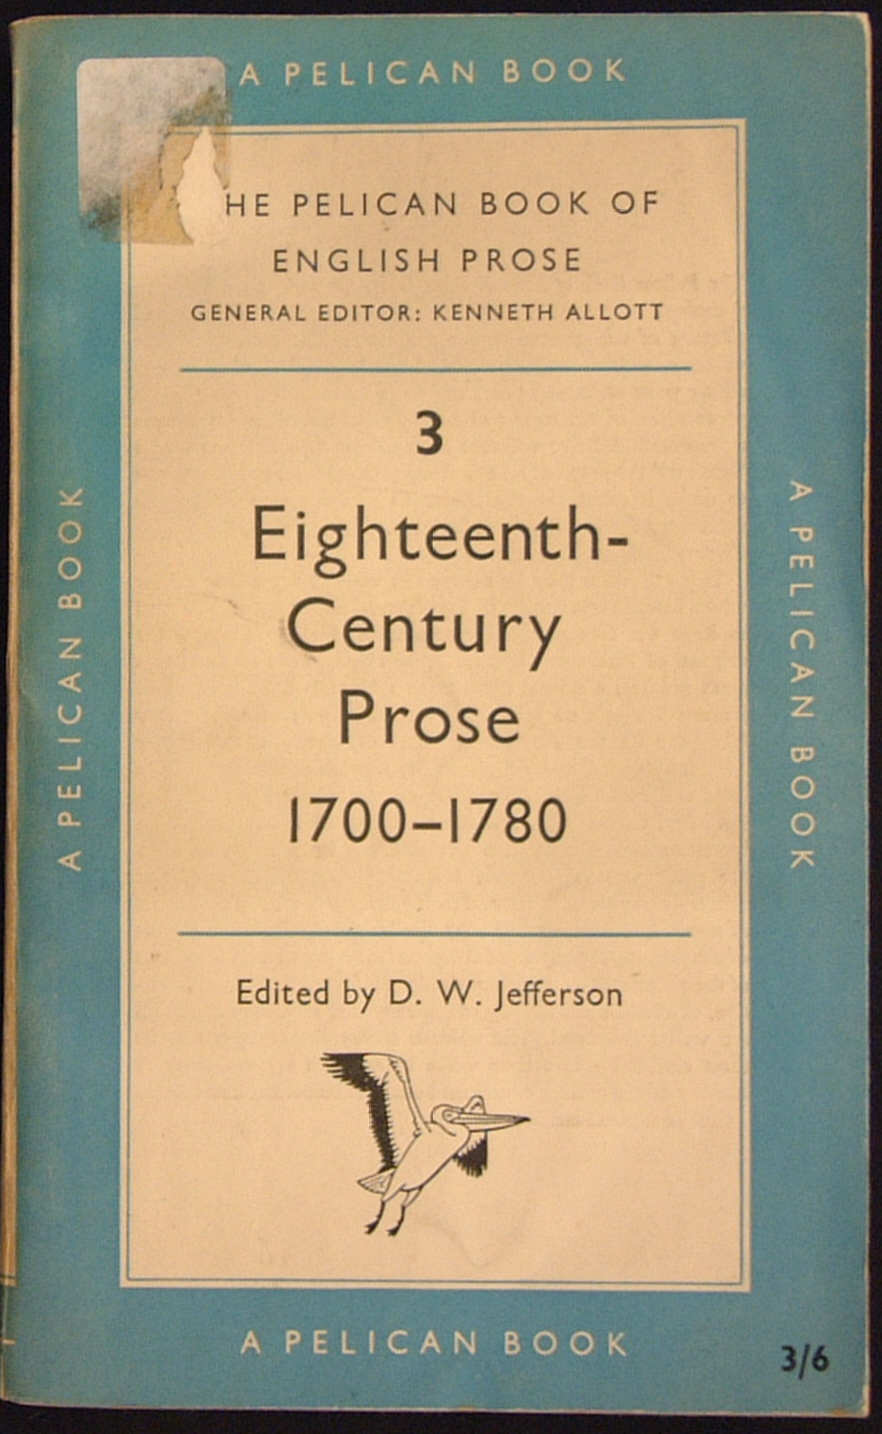 A PELICAN BOOK
HE PELICAN BOOK OF
ENGLISH PROSE
GENERAL EDITOR: KENNETH ALLOTT
3
Eighteenth-
Century
Prose
1700–1780
Edited by D. W. Jefferson
A PELICAN BOOK
A PELICAN BOOK
A PELICAN BOOK
3/6